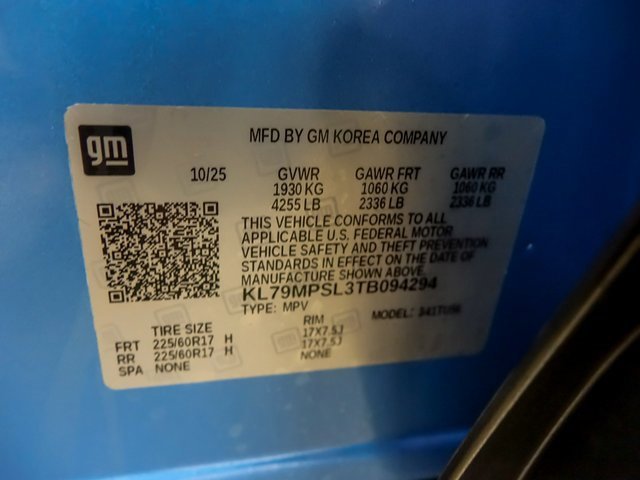 gm
MFD BY GM KOREA COMPANY
10/25 GVWR GAWR FRT GAWR RR
1930 KG 1060 KG 1060 KG
4255 LB 2336 LB 2336 LB
THIS VEHICLE CONFORMS TO ALL
APPLICABLE U.S. FEDERAL MOTOR
VEHICLE SAFETY AND THEFT PREVENTION
STANDARDS IN EFFECT ON THE DATE OF
MANUFACTURE SHOWN ABOVE.
KL79MPSL3TB094294
TYPE: MPV MODEL:
TIRE SIZE RIM
FRT 225/60R17 H 17X7.5J
RR 225/60R17 H 17X7.5J
SPA NONE NONE